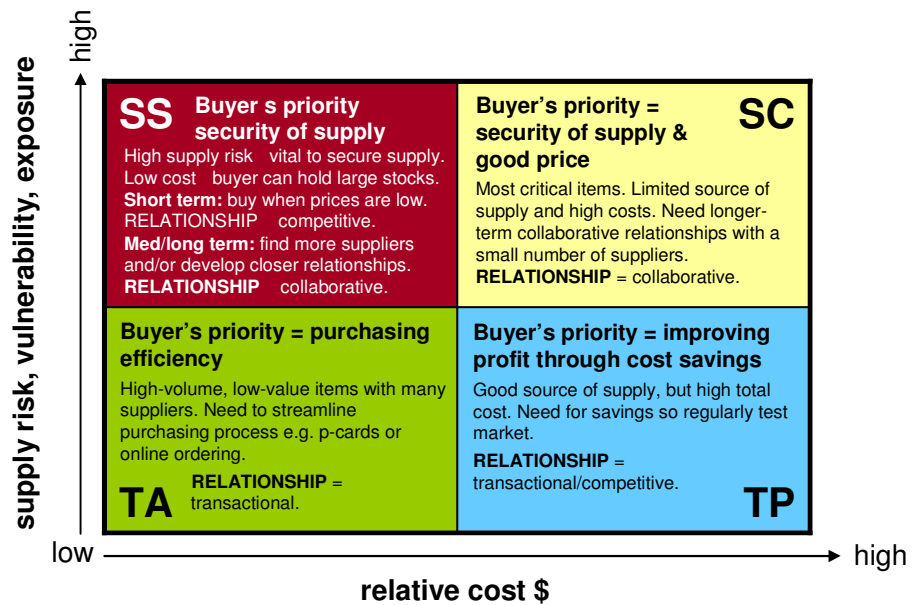 high
supply risk, vulnerability, exposure
SS
Buyer s priority
security of supply
High supply risk vital to secure supply.
Low cost buyer can hold large stocks.
Short term: buy when prices are low.
RELATIONSHIP competitive.
Med/long term: find more suppliers
and/or develop closer relationships.
RELATIONSHIP collaborative.
Buyer’s priority =
security of supply &
good price
SC
Most critical items. Limited source of
supply and high costs. Need longer-
term collaborative relationships with a
small number of suppliers.
RELATIONSHIP = collaborative.
Buyer’s priority = purchasing
efficiency
High-volume, low-value items with many
suppliers. Need to streamline
purchasing process e.g. p-cards or
online ordering.
RELATIONSHIP =
transactional.
TA
Buyer’s priority = improving
profit through cost savings
Good source of supply, but high total
cost. Need for savings so regularly test
market.
RELATIONSHIP =
transactional/competitive.
TP
low
high
relative cost $